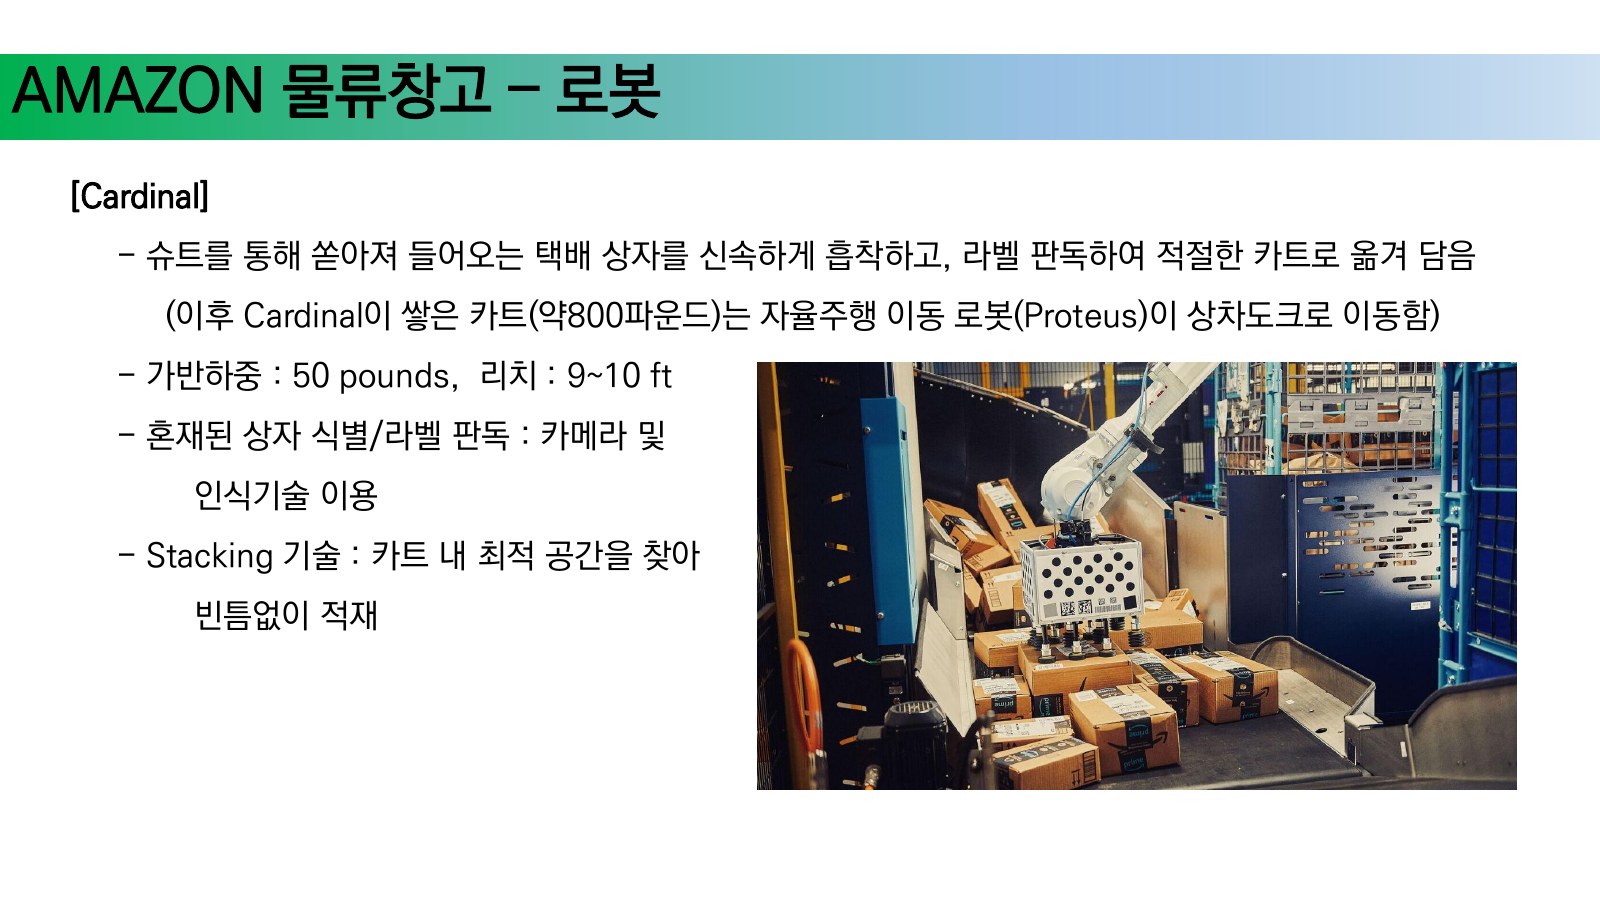 AMAZON 물류창고 – 로봇
[Cardinal]
– 슈트를 통해 쏟아져 들어오는 택배 상자를 신속하게 흡착하고, 라벨 판독하여 적절한 카트로 옮겨 담음
(이후 Cardinal이 쌓은 카트(약800파운드)는 자율주행 이동 로봇(Proteus)이 상차도크로 이동함)
– 가반하중 : 50 pounds, 리치 : 9~10 ft
– 혼재된 상자 식별/라벨 판독 : 카메라 및
인식기술 이용
– Stacking 기술 : 카트 내 최적 공간을 찾아
빈틈없이 적재
prime